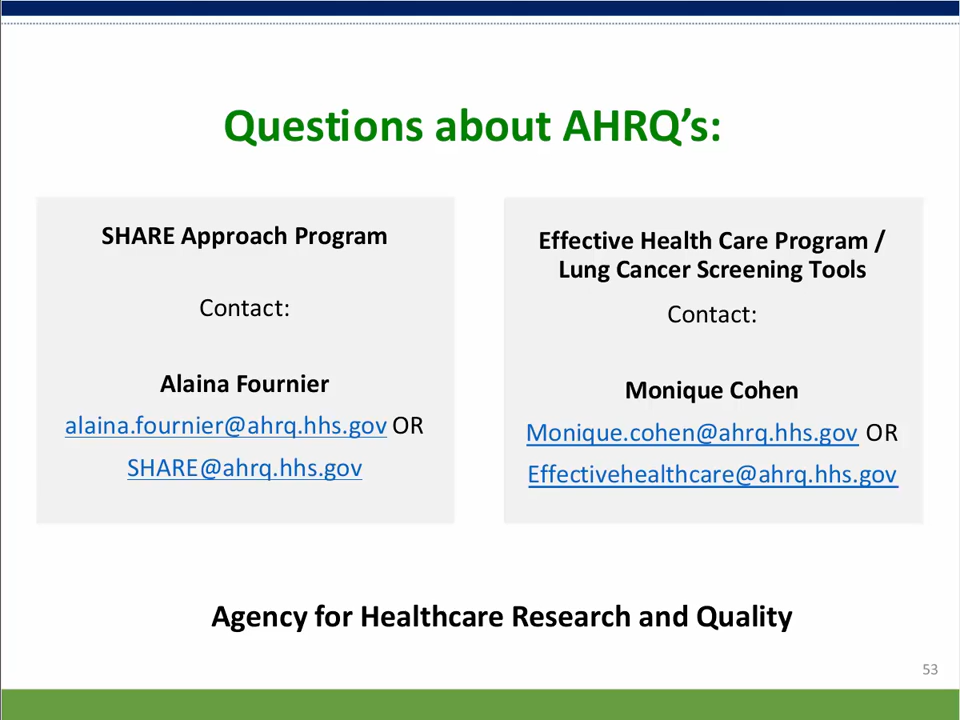 Questions about AHRQ’s:
SHARE Approach Program
Contact:
Alaina Fournier
alaina.fournier@ahrq.hhs.gov OR
SHARE@ahrq.hhs.gov
Effective Health Care Program /
Lung Cancer Screening Tools
Contact:
Monique Cohen
Monique.cohen@ahrq.hhs.gov OR
Effectivehealthcare@ahrq.hhs.gov
Agency for Healthcare Research and Quality
53